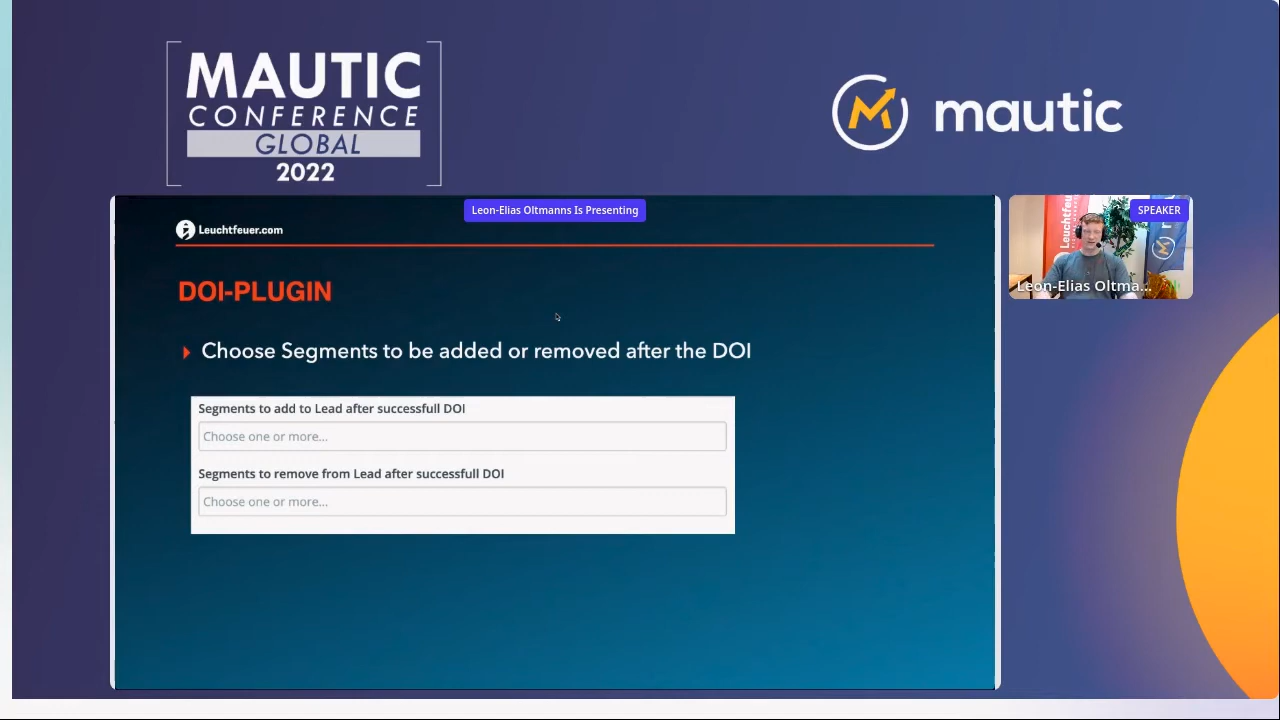 MAUTIC
CONFERENCE
GLOBAL
2022
mautic
Leon-Elias Oltmanns Is Presenting
Leuchtfeuer.com
DOI-PLUGIN
Choose Segments to be added or removed after the DOI
Segments to add to Lead after successfull DOI
Choose one or more...
Segments to remove from Lead after successfull DOI
Choose one or more...
SPEAKER
Leuchtfeu
Leon-Elias Oltma...